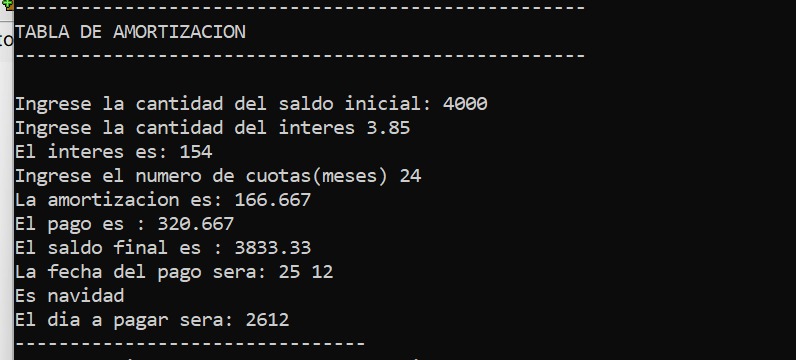 -----------------------------------------------------
TABLA DE AMORTIZACION
-----------------------------------------------------
Ingrese la cantidad del saldo inicial: 4000
Ingrese la cantidad del interes 3.85
El interes es: 154
Ingrese el numero de cuotas(meses) 24
La amortizacion es: 166.667
El pago es : 320.667
El saldo final es : 3833.33
La fecha del pago sera: 25 12
Es navidad
El dia a pagar sera: 2612
--------------------------------